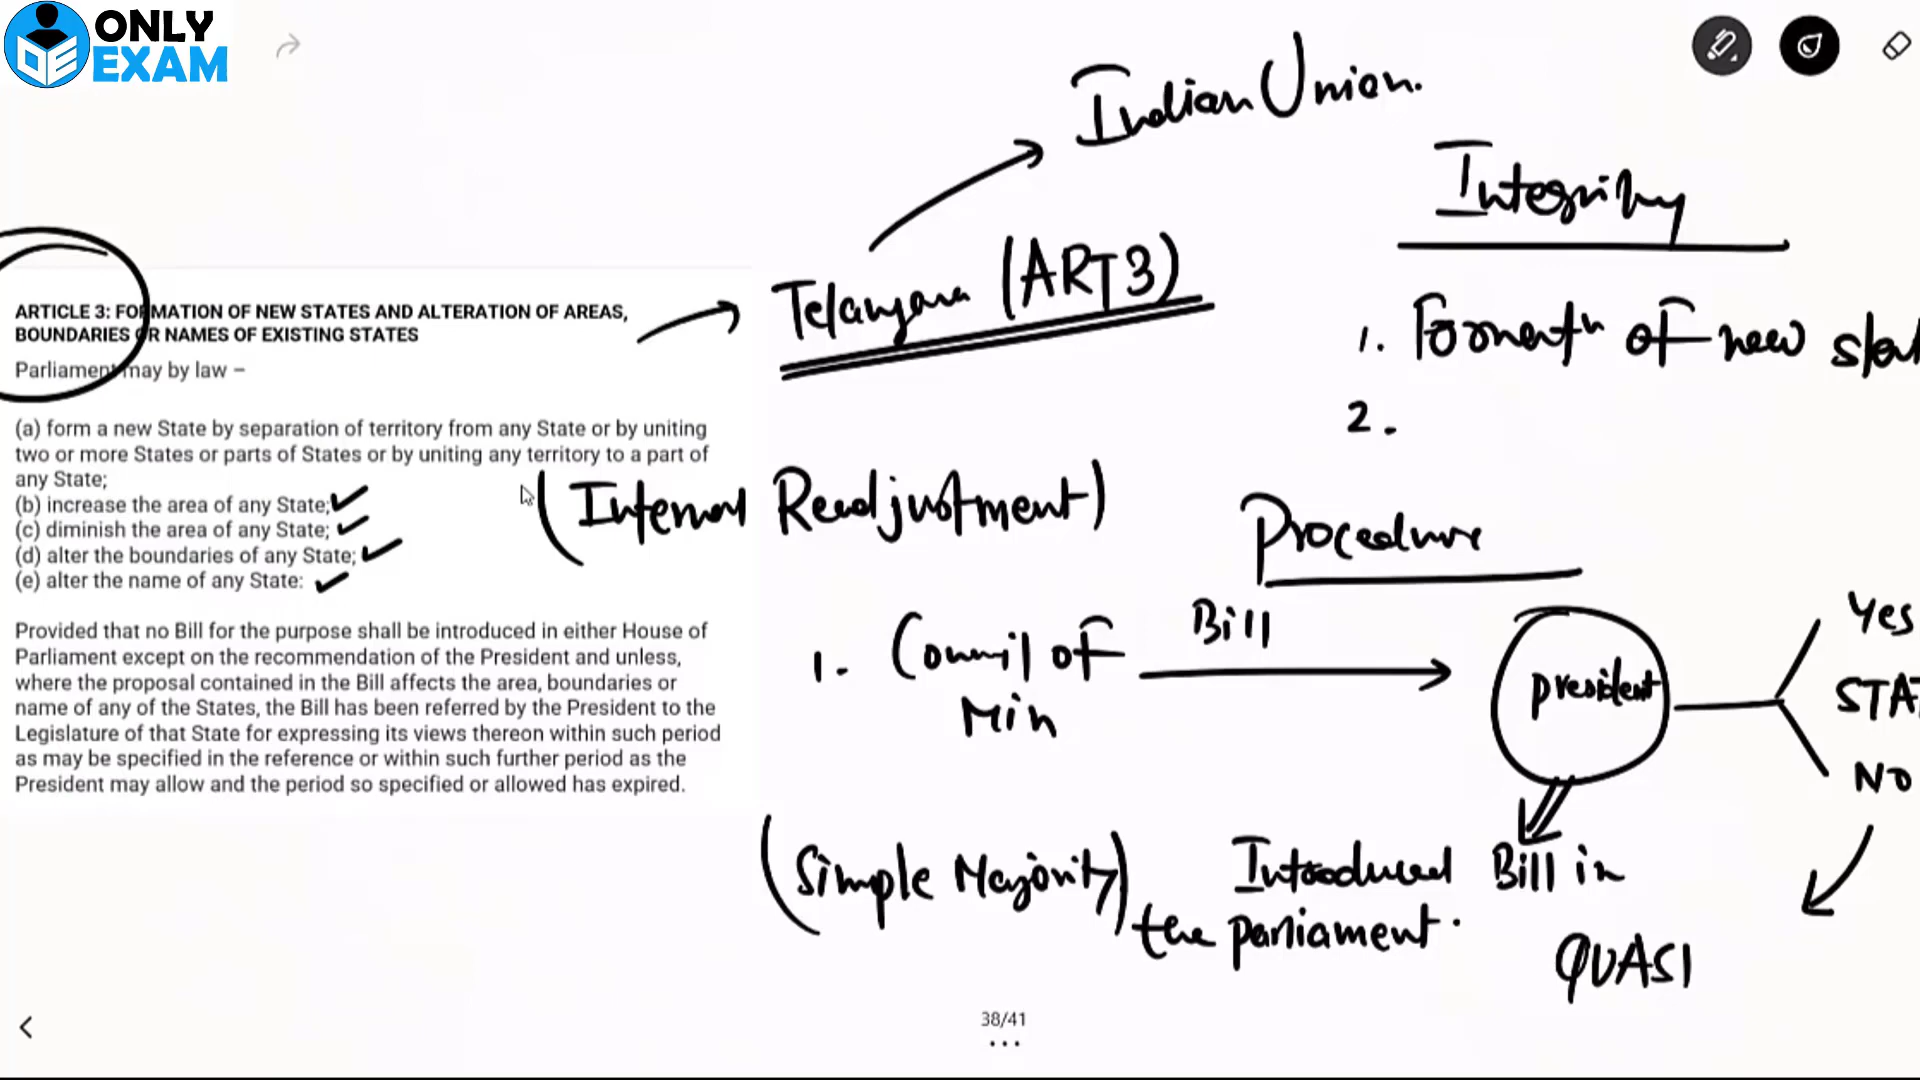 ONLY
EXAM
Indian Union.
Integrity
ARTICLE 3: FORMATION OF NEW STATES AND ALTERATION OF AREAS,
BOUNDARIES OR NAMES OF EXISTING STATES
Parliament may by law –
(a) form a new State by separation of territory from any State or by uniting
two or more States or parts of States or by uniting any territory to a part of
any State;
(b) increase the area of any State;
(c) diminish the area of any State;
(d) alter the boundaries of any State;
(e) alter the name of any State:
Provided that no Bill for the purpose shall be introduced in either House of
Parliament except on the recommendation of the President and unless,
where the proposal contained in the Bill affects the area, boundaries or
name of any of the States, the Bill has been referred by the President to the
Legislature of that State for expressing its views thereon within such period
as may be specified in the reference or within such further period as the
President may allow and the period so specified or allowed has expired.
Telangana (ART 3)
1. of new
2.
(Internal Readjustment)
Procedure
1. Council of
Min
Bill
president
Yes
STAT
NO
(Simple Majority)
Introduced Bill in
the parliament.
QUASI
38/41